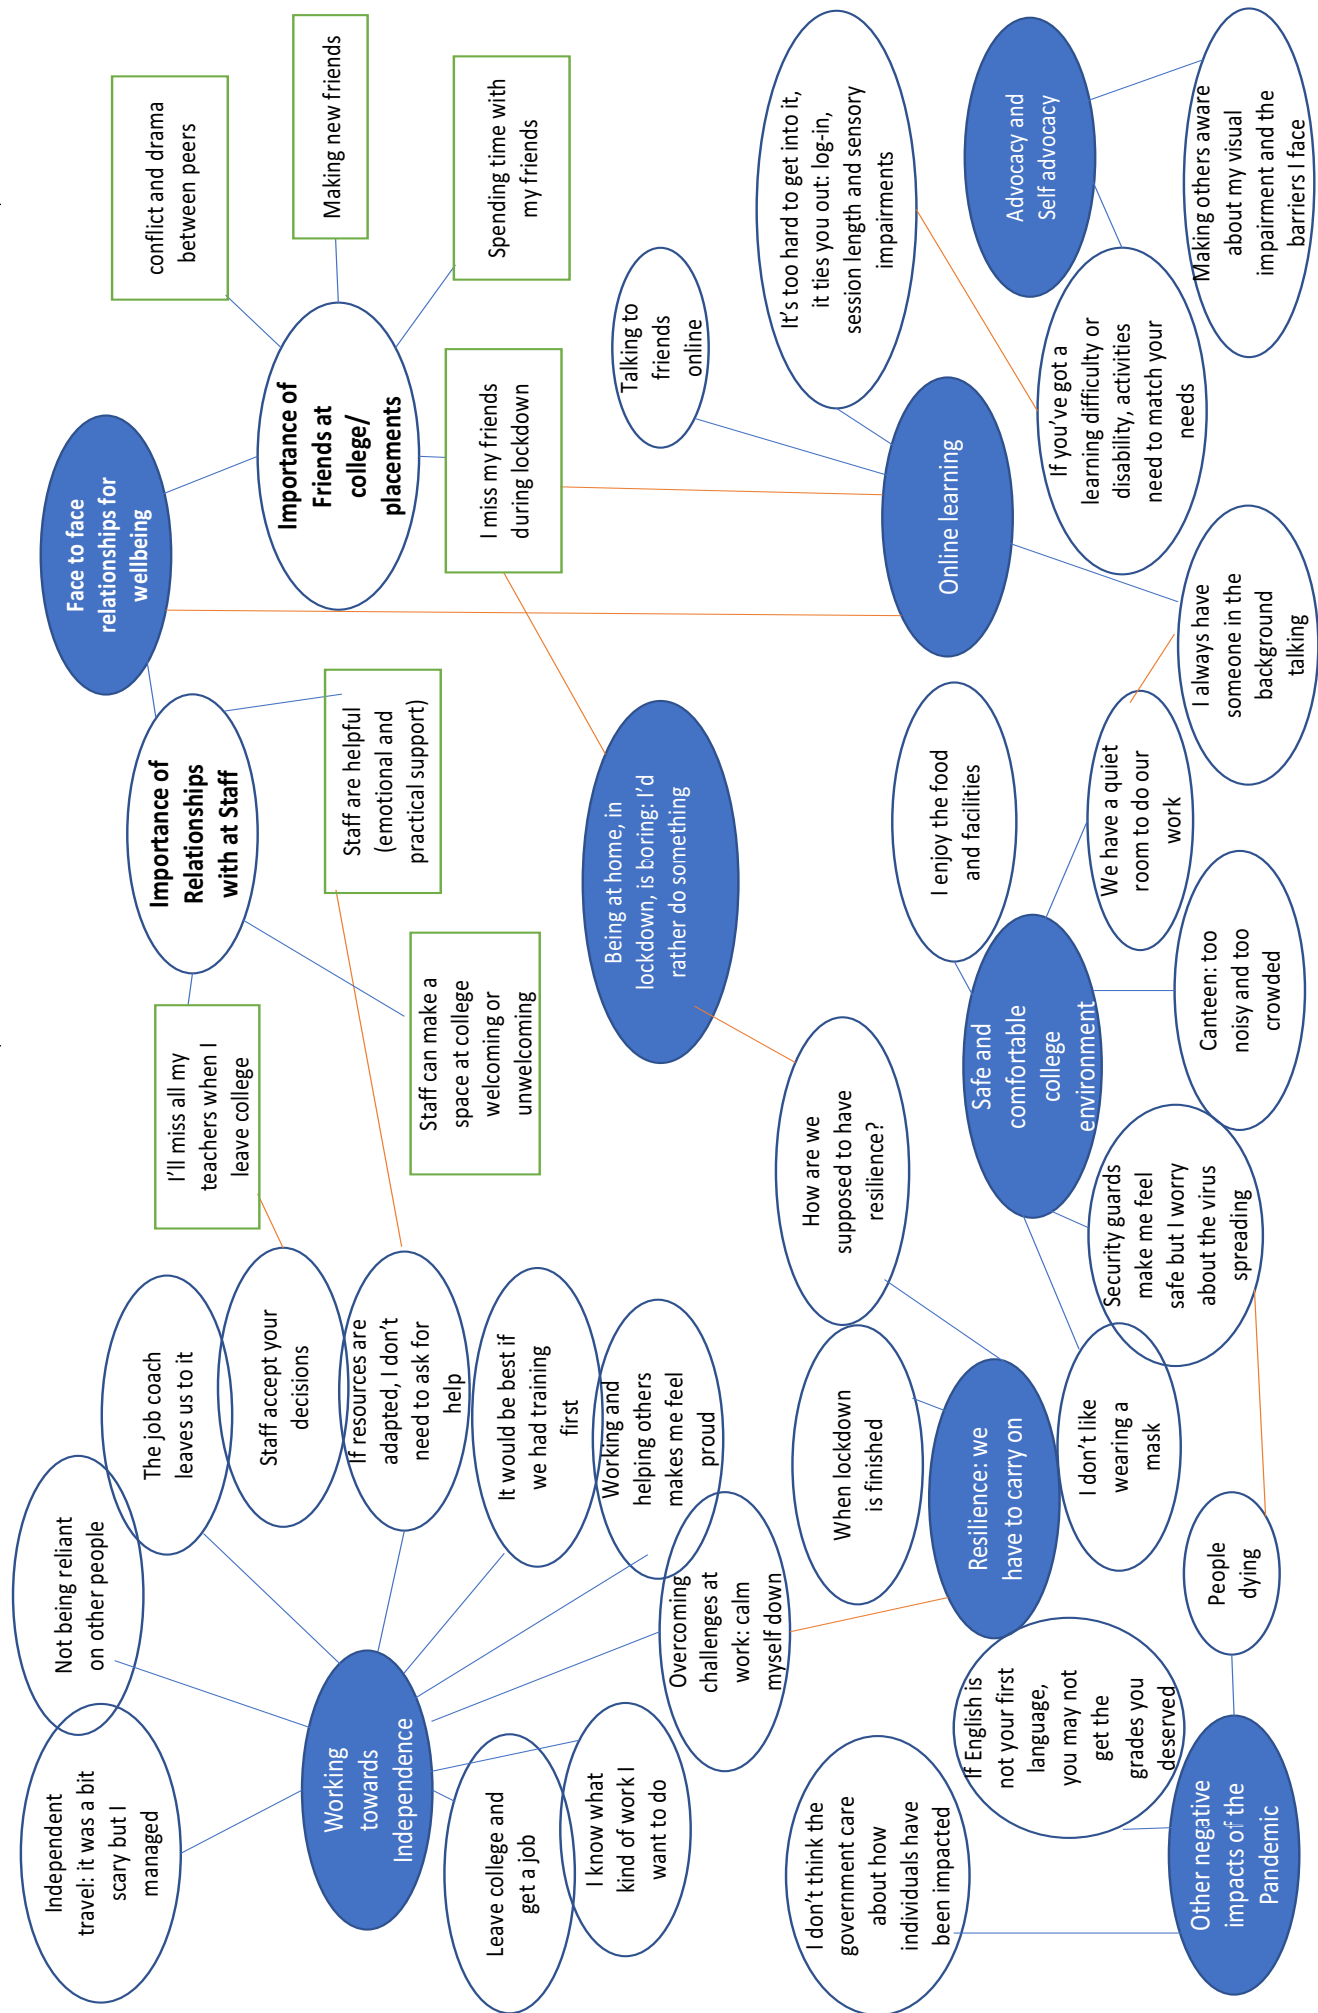 Independent
travel: it was a bit
scary but I
managed
Not being reliant
on other people
The job coach
leaves us to it
Staff accept your
decisions
If resources are
adapted, I don't
need to ask for
help
It would be best if
we had training
first
Working and
helping others
makes me feel
proud
Overcoming
challenges at
work: calm
myself down
Working
towards
Independence
Leave college and
get a job
I know what
kind of work I
want to do
I'll miss all my
teachers when I
leave college
Importance of
Relationships
with at Staff
Staff are helpful
(emotional and
practical support)
Staff can make a
space at college
welcoming or
unwelcoming
Face to face
relationships for
wellbeing
Importance of
Friends at
college/
placements
conflict and drama
between peers
Making new friends
Spending time with
my friends
I miss my friends
during lockdown
Being at home, in
lockdown, is boring: I'd
rather do something
Talking to
friends
online
It's too hard to get into it,
it ties you out: log-in,
session length and sensory
impairments
Online learning
I always have
someone in the
background
talking
Advocacy and
Self advocacy
If you've got a
learning difficulty or
disability, activities
need to match your
needs
Making others aware
about my visual
impairment and the
barriers I face
How are we
supposed to have
resilience?
When lockdown
is finished
Resilience: we
have to carry on
I enjoy the food
and facilities
Safe and
comfortable
college
environment
We have a quiet
room to do our
work
Canteen: too
noisy and too
crowded
Security guards
make me feel
safe but I worry
about the virus
spreading
I don't like
wearing a
mask
I don't think the
government care
about how
individuals have
been impacted
If English is
not your first
language,
you may not
get the
grades you
deserved
People
dying
Other negative
impacts of the
Pandemic